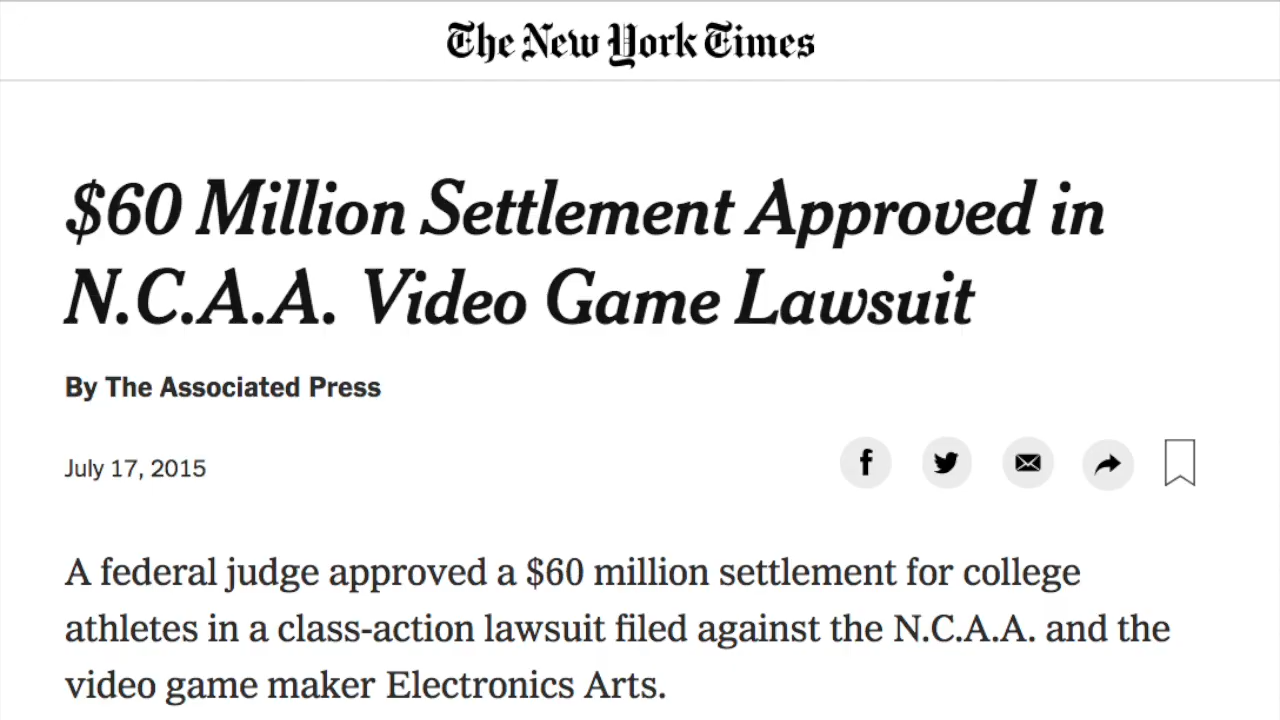 The New York Times
$60 Million Settlement Approved in
N.C.A.A. Video Game Lawsuit
By The Associated Press
July 17, 2015
A federal judge approved a $60 million settlement for college
athletes in a class-action lawsuit filed against the N.C.A.A. and the
video game maker Electronics Arts.